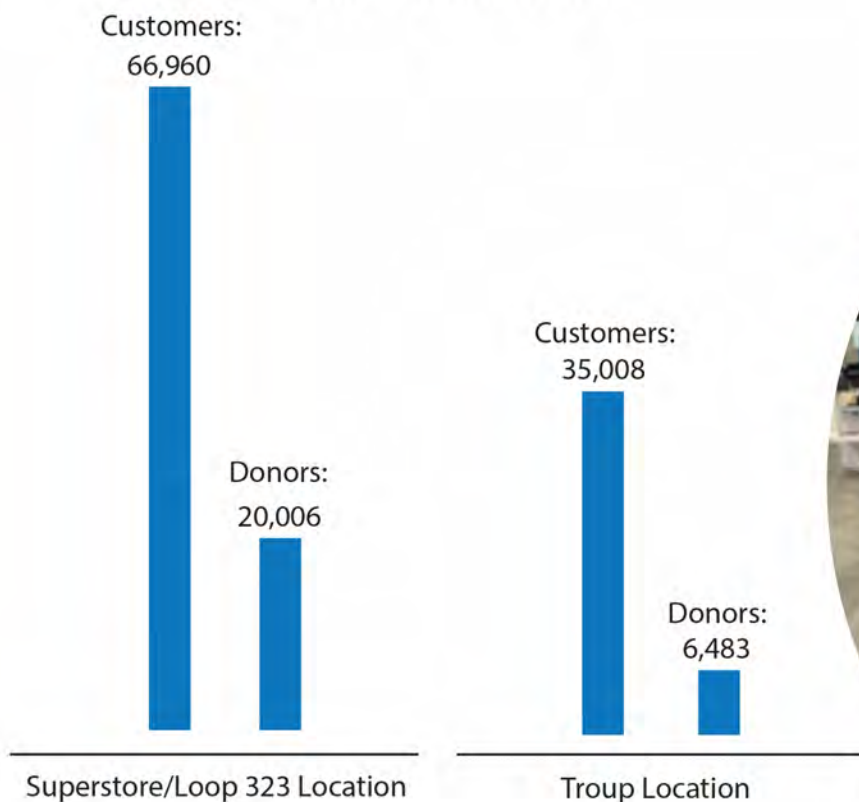 Customers:
66,960
Donors:
20,006
Superstore/Loop 323 Location
Customers:
35,008
Donors:
6,483
Troup Location